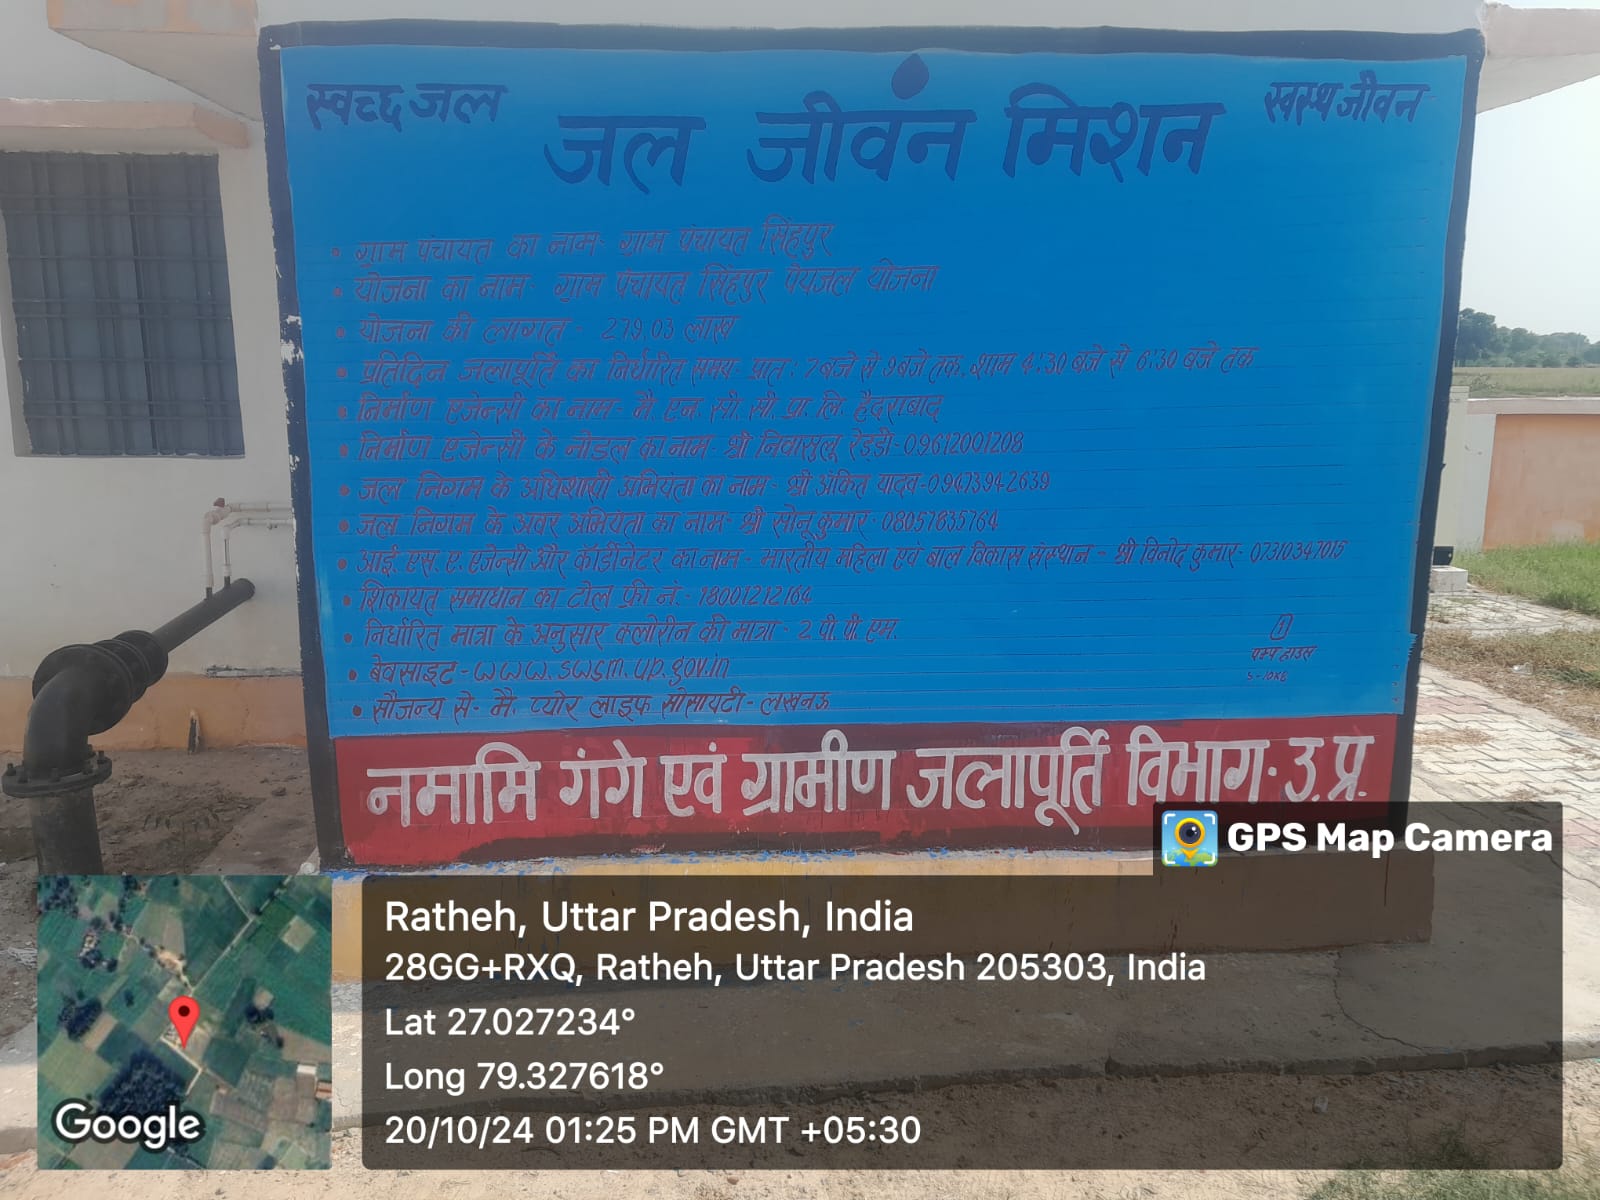 स्वच्छ जल
स्वस्थ जीवन
जल जीवन मिशन
• ग्राम पंचायत का नाम- ग्राम पंचायत सिंहपुर
• योजना का नाम- ग्राम पंचायत सिंहपुर पेयजल योजना
• योजना की लागत- 279.03 लाख
• प्रतिदिन जलापूर्ति का निर्धारित समय- प्रात: 7 बजे से 9 बजे तक, शाम 4:30 बजे से 6:30 बजे तक
• निर्माण एजेन्सी का नाम- मै. एन. सी. सी. प्रा. लि. हैदराबाद
• निर्माण एजेन्सी के नोडल का नाम- श्री निवासुलू रेड्डी-09612001208
• जल निगम के अधिशाषी अभियंता का नाम- श्री अंकित यादव-09473942639
• जल निगम के अवर अभियंता का नाम- श्री सोनू कुमार- 08057835764
• आई. एस. ए. एजेन्सी और कॉर्डीनेटर का नाम- भारतीय महिला एवं बाल विकास संस्थान - श्री विनोद कुमार- 07310347015
• शिकायत समाधान का टोल फ्री नं.- 18001212164
• निर्धारित मात्रा के अनुसार क्लोरीन की मात्रा- 2 पी. पी. एम.
• बेवसाइट-www.swsm.up.gov.in
• सौजन्य से- मै. प्योर लाइफ सोसायटी- लखनऊ
1
पम्प हाउस
नमामि गंगे एवं ग्रामीण जलापूर्ति विभाग- उ.प्र.
GPS Map Camera
Ratheh, Uttar Pradesh, India
28GG+RXQ, Ratheh, Uttar Pradesh 205303, India
Lat 27.027234°
Long 79.327618°
20/10/24 01:25 PM GMT +05:30
Google